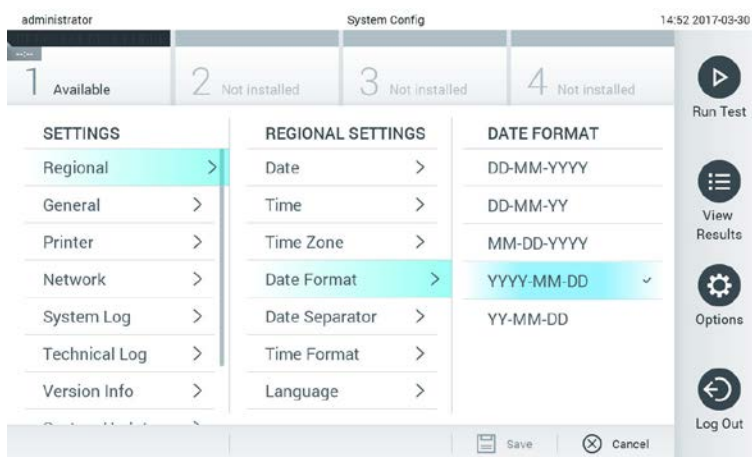 administrator System Config 14:52 2017-03-30
--:--
1 Available 2 Not installed 3 Not installed 4 Not installed
Run Test
SETTINGS REGIONAL SETTINGS DATE FORMAT
Regional > Date > DD-MM-YYYY
General > Time > DD-MM-YY
View Results
Printer > Time Zone > MM-DD-YYYY
Network > Date Format > YYYY-MM-DD
System Log > Date Separator > YY-MM-DD
Options
Technical Log > Time Format >
Version Info > Language >
Log Out
Save Cancel